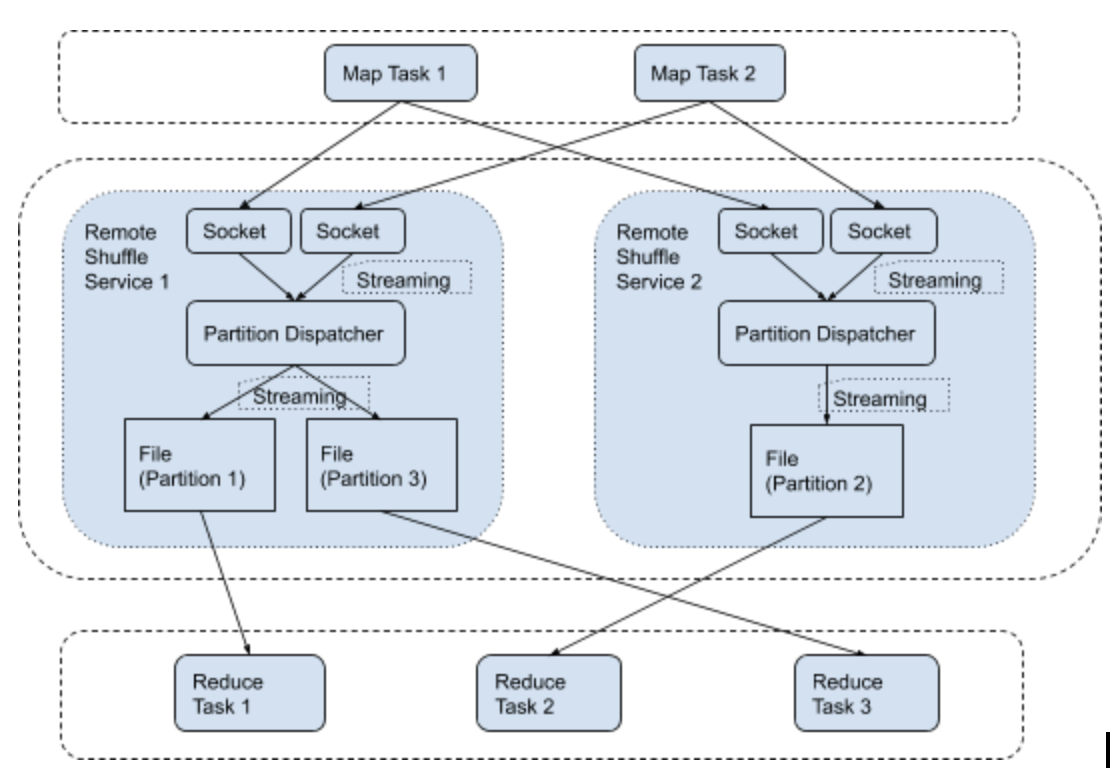 Map Task 1
Map Task 2
Remote
Shuffle
Service 1
Socket
Socket
Streaming
Partition Dispatcher
Streaming
File
(Partition 1)
File
(Partition 3)
Remote
Shuffle
Service 2
Socket
Socket
Streaming
Partition Dispatcher
Streaming
File
(Partition 2)
Reduce
Task 1
Reduce
Task 2
Reduce
Task 3